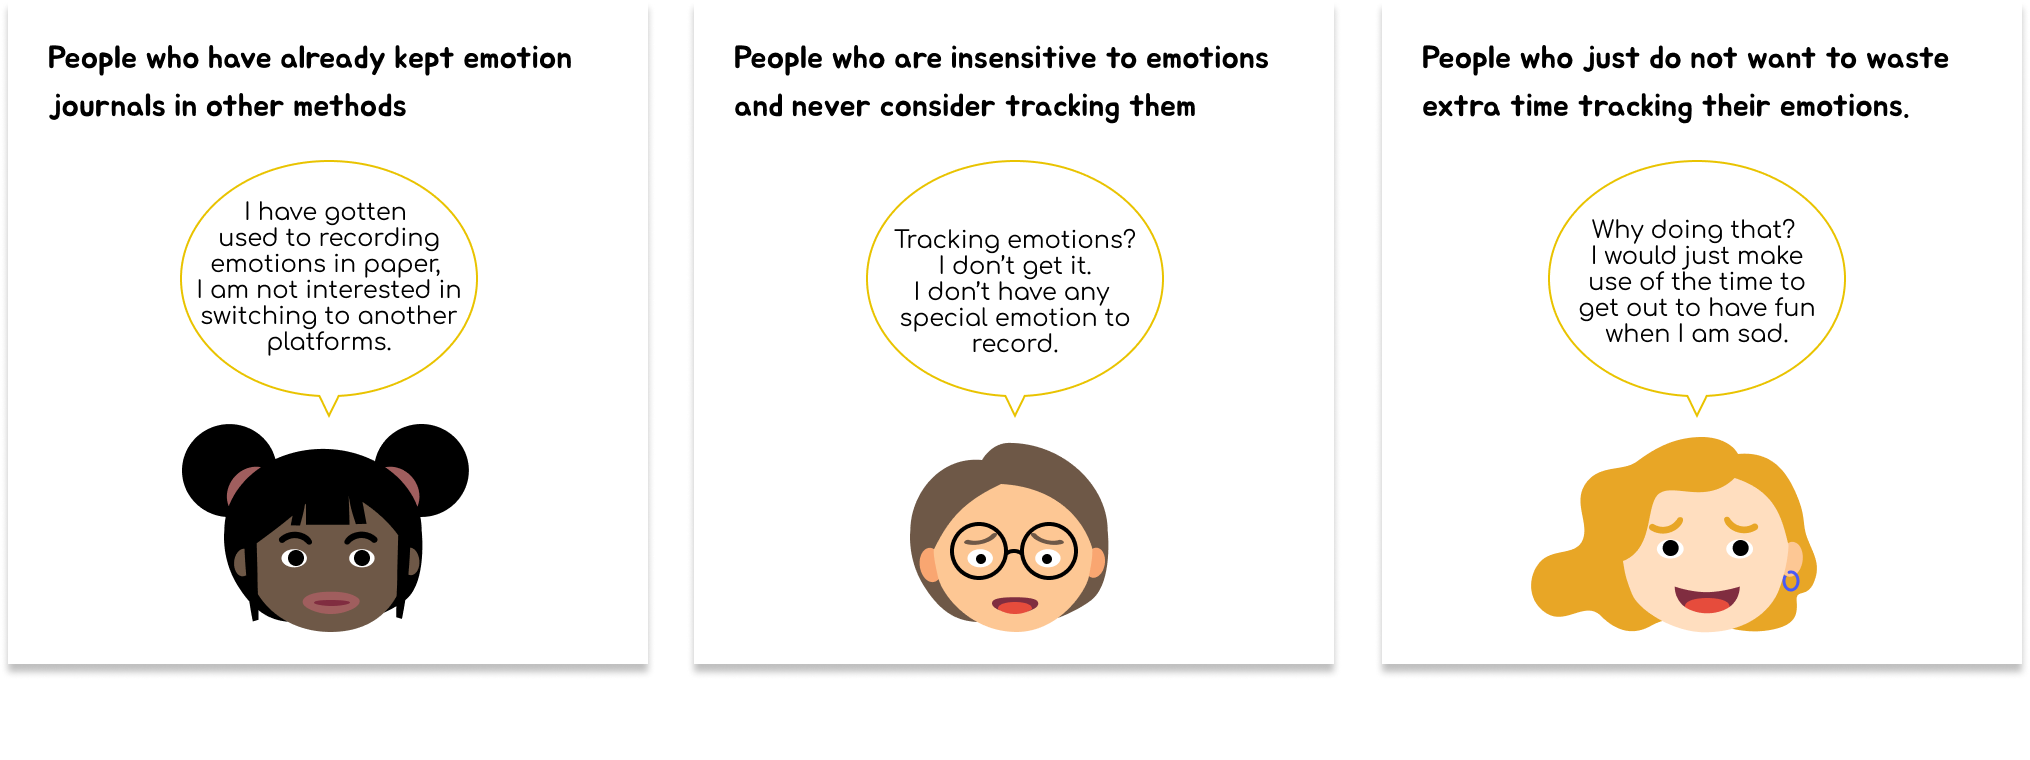 People who have already kept emotion
journals in other methods
I have gotten
used to recording
emotions in paper,
I am not interested in
switching to another
platforms.
People who are insensitive to emotions
and never consider tracking them
Tracking emotions?
I don't get it.
I don't have any
special emotion to
record.
People who just do not want to waste
extra time tracking their emotions.
Why doing that?
I would just make
use of the time to
get out to have fun
when I am sad.